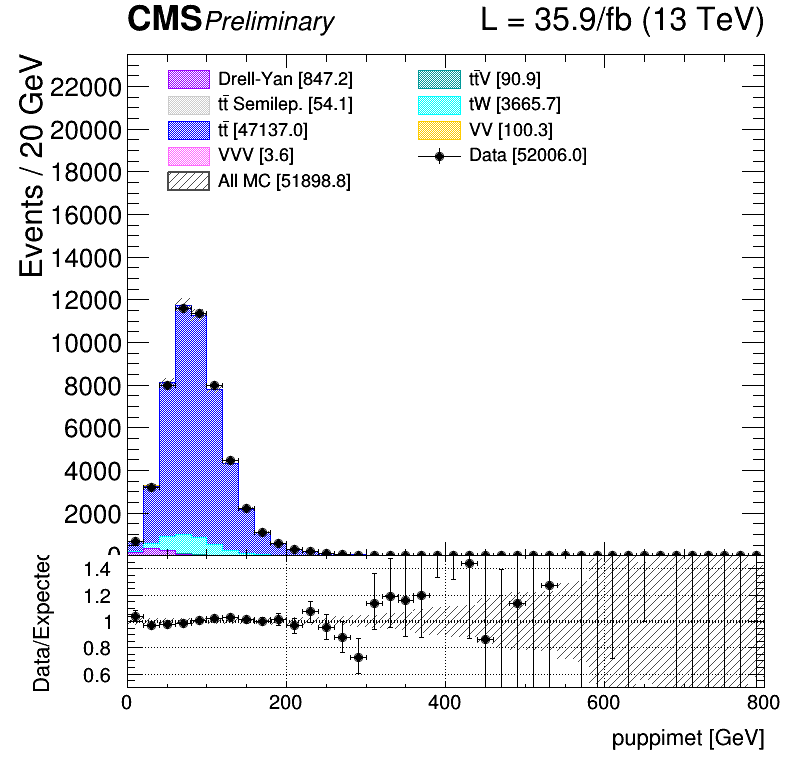 CMS Preliminary L = 35.9/fb (13 TeV)
Events / 20 GeV
22000
20000
18000
16000
14000
12000
10000
8000
6000
4000
2000
0
Drell-Yan [847.2]
tt̄ Semilep. [54.1]
tt̄ [47137.0]
VVV [3.6]
All MC [51898.8]
tt̄V [90.9]
tW [3665.7]
VV [100.3]
Data [52006.0]
Data/Expected
1.4
1.2
1
0.8
0.6
0 200 400 600 800
puppimet [GeV]